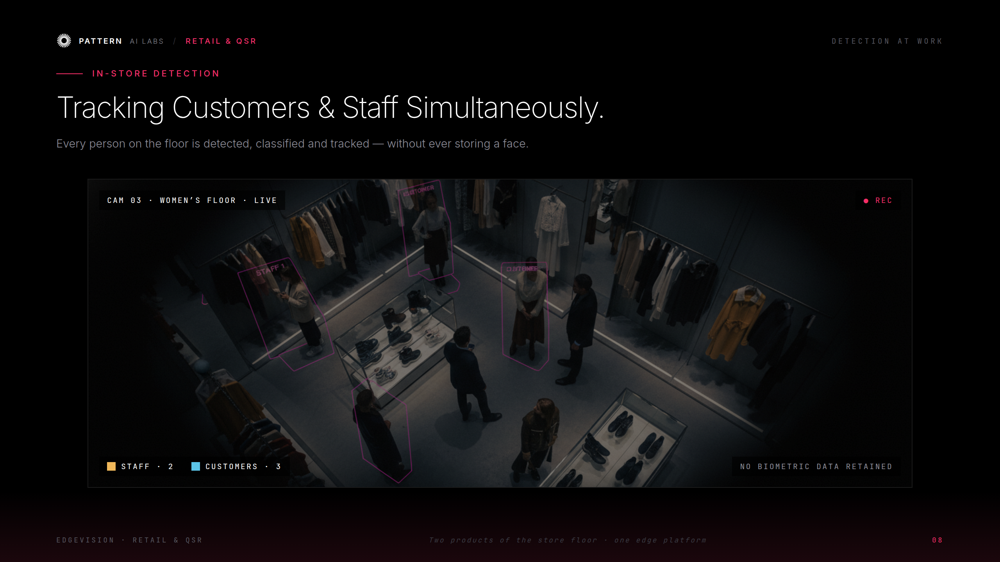 PATTERN AI LABS / RETAIL & QSR
DETECTION AT WORK
IN-STORE DETECTION
Tracking Customers & Staff Simultaneously.
Every person on the floor is detected, classified and tracked — without ever storing a face.
CAM 03 · WOMEN’S FLOOR · LIVE
● REC
STAFF 1
STAFF · 2 CUSTOMERS · 3
NO BIOMETRIC DATA RETAINED
EDGEVISION · RETAIL & QSR
Two products of the store floor · one edge platform
08